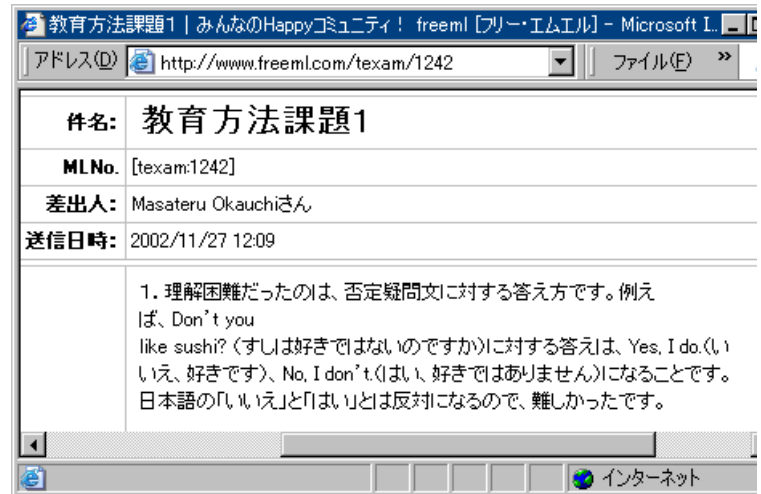 教育方法課題1 | みんなのHappyコミュニティ! freeml [フリー・エムエル] - Microsoft I...
アドレス(D) http://www.freeml.com/texam/1242 ファイル(F) »
件名: 教育方法課題1
MLNo. [texam:1242]
差出人: Masateru Okauchiさん
送信日時: 2002/11/27 12:09
1. 理解困難だったのは、否定疑問文に対する答え方です。例え
ば、Don't you
like sushi? (すしは好きではないのですか)に対する答えは、Yes, I do.(い
いえ、好きです)、No, I don't.(はい、好きではありません)になることです。
日本語の「いいえ」と「はい」とは反対になるので、難しかったです。
インターネット